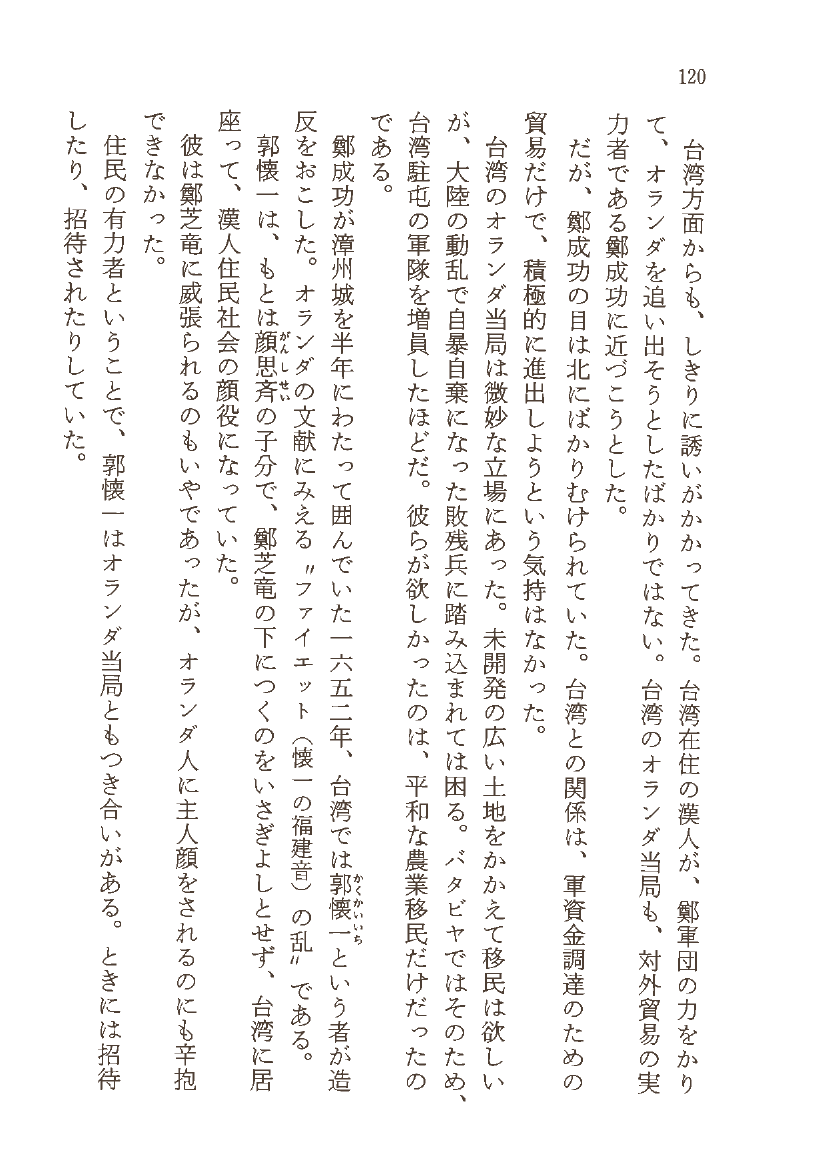 120
台湾方面からも、しきりに誘いがかかってきた。台湾在住の漢人が、鄭軍団の力をかり
て、オランダを追い出そうとしたばかりではない。台湾のオランダ当局も、対外貿易の実
力者である鄭成功に近づこうとした。
だが、鄭成功の目は北にばかりむけられていた。台湾との関係は、軍資金調達のための
貿易だけで、積極的に進出しようという気持はなかった。
台湾のオランダ当局は微妙な立場にあった。未開発の広い土地をかかえて移民は欲しい
が、大陸の動乱で自暴自棄になった敗残兵に踏み込まれては困る。バタビヤではそのため、
台湾駐屯の軍隊を増員したほどだ。彼らが欲しかったのは、平和な農業移民だけだったの
である。
鄭成功が漳州城を半年にわたって囲んでいた一六五二年、台湾では郭懐一という者が造
かくかいいち
反をおこした。オランダの文献にみえる〝ファイエット（懐一の福建音）の乱〟である。
郭懐一は、もとは顔思斉の子分で、鄭芝竜の下につくのをいさぎよしとせず、台湾に居
がんしせい
座って、漢人住民社会の顔役になっていた。
彼は鄭芝竜に威張られるのもいやであったが、オランダ人に主人顔をされるのにも辛抱
できなかった。
住民の有力者ということで、郭懐一はオランダ当局ともつき合いがある。ときには招待
したり、招待されたりしていた。